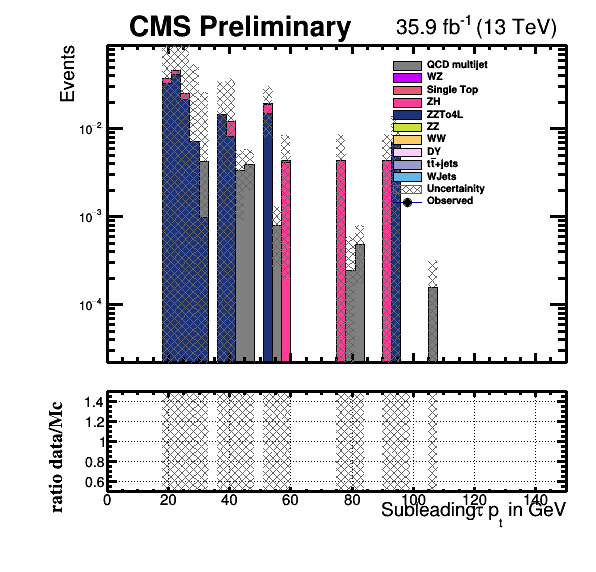 CMS Preliminary 35.9 fb⁻¹ (13 TeV)
Events
QCD multijet
WZ
Single Top
ZH
ZZTo4L
ZZ
WW
DY
tt̄+jets
WJets
Uncertainity
Observed
10⁻²
10⁻³
10⁻⁴
ratio data/Mc
1.4
1.2
1
0.8
0.6
0 20 40 60 80 100 120 140
Subleadingτ pₜ in GeV